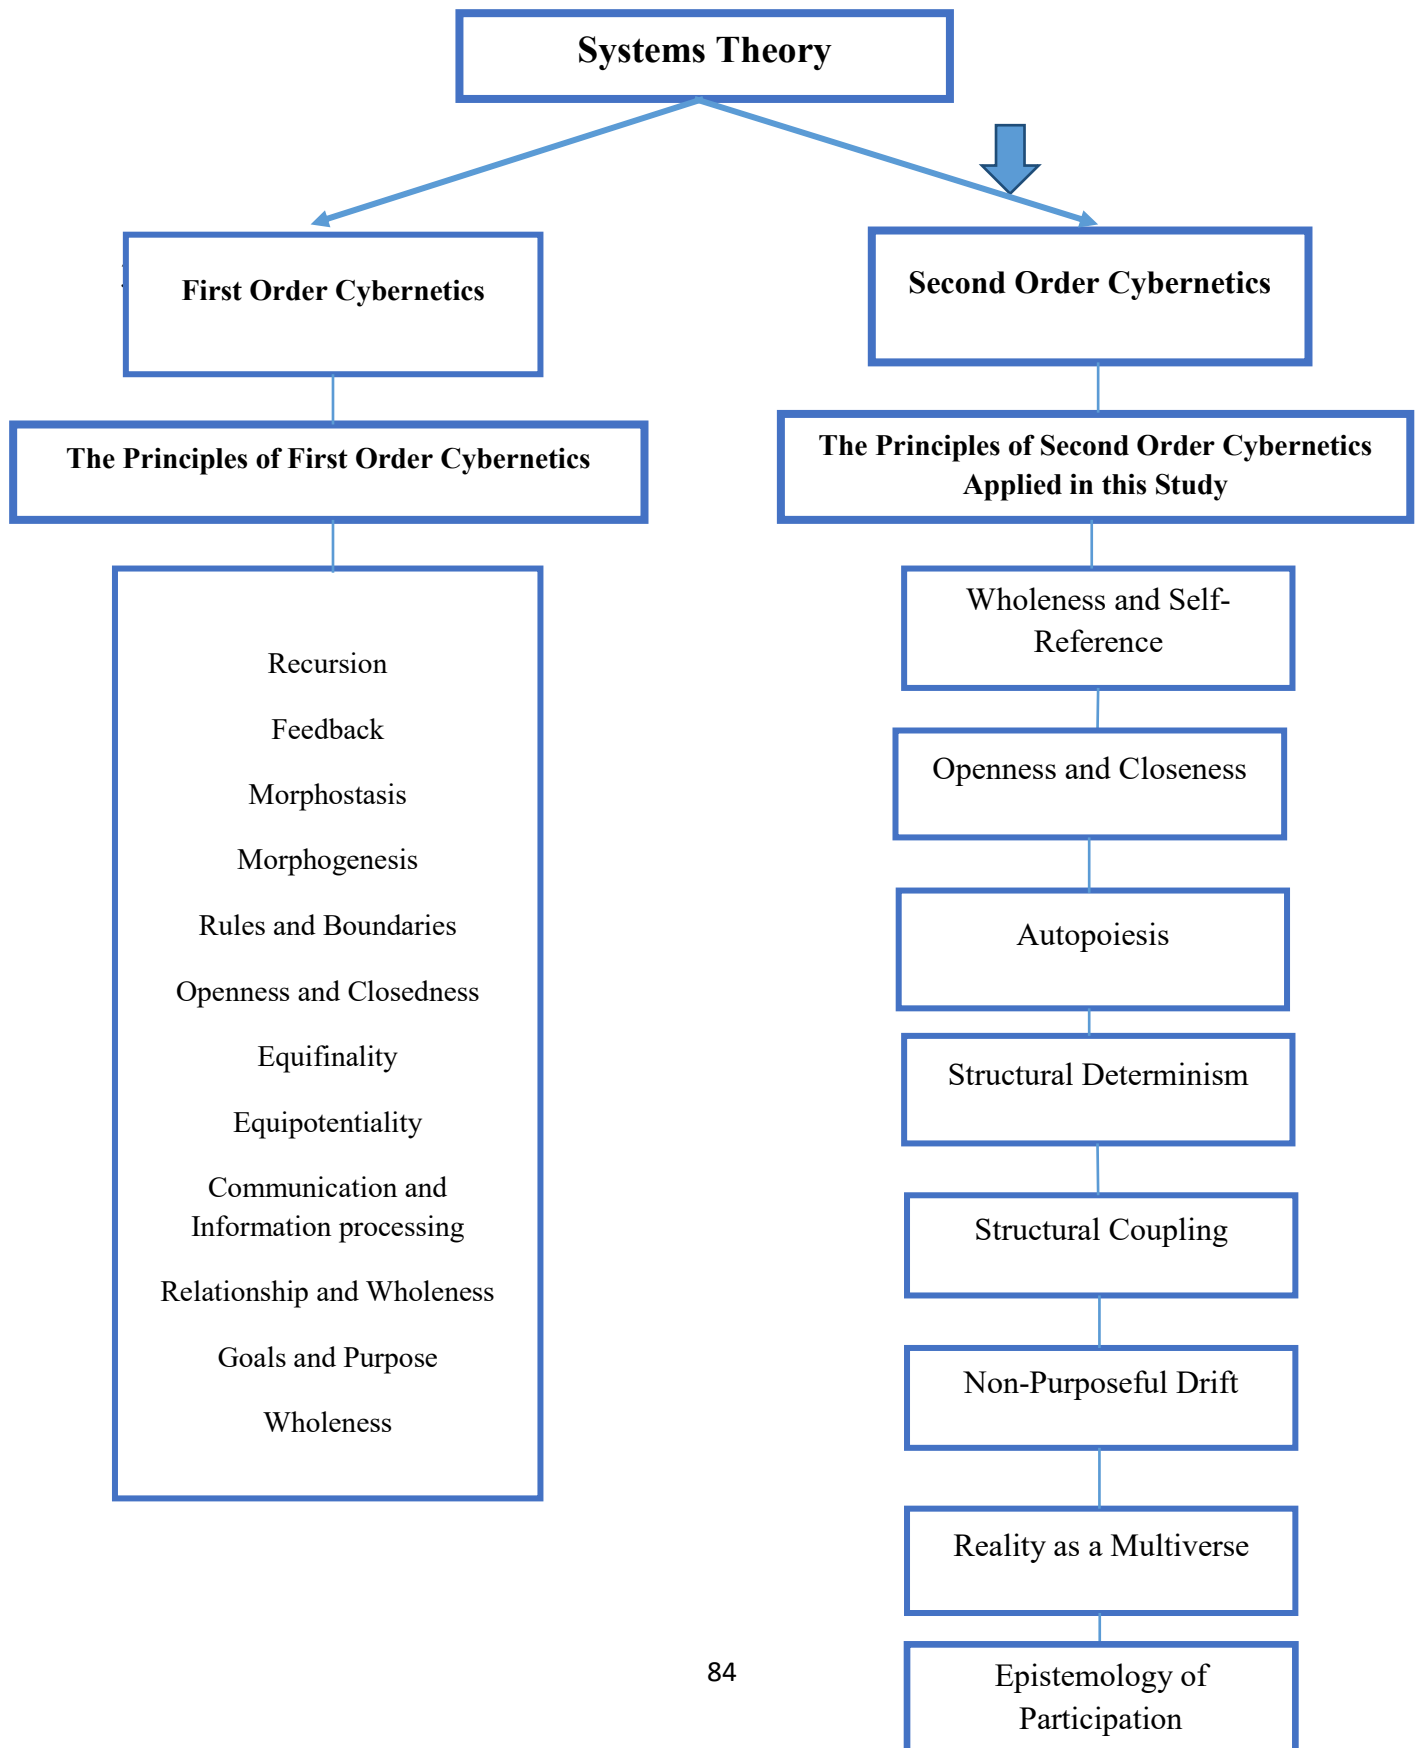 Systems Theory
First Order Cybernetics
The Principles of First Order Cybernetics
Recursion
Feedback
Morphostasis
Morphogenesis
Rules and Boundaries
Openness and Closedness
Equifinality
Equipotentiality
Communication and
Information processing
Relationship and Wholeness
Goals and Purpose
Wholeness
Second Order Cybernetics
The Principles of Second Order Cybernetics
Applied in this Study
Wholeness and Self-
Reference
Openness and Closeness
Autopoiesis
Structural Determinism
Structural Coupling
Non-Purposeful Drift
Reality as a Multiverse
Epistemology of
Participation
84